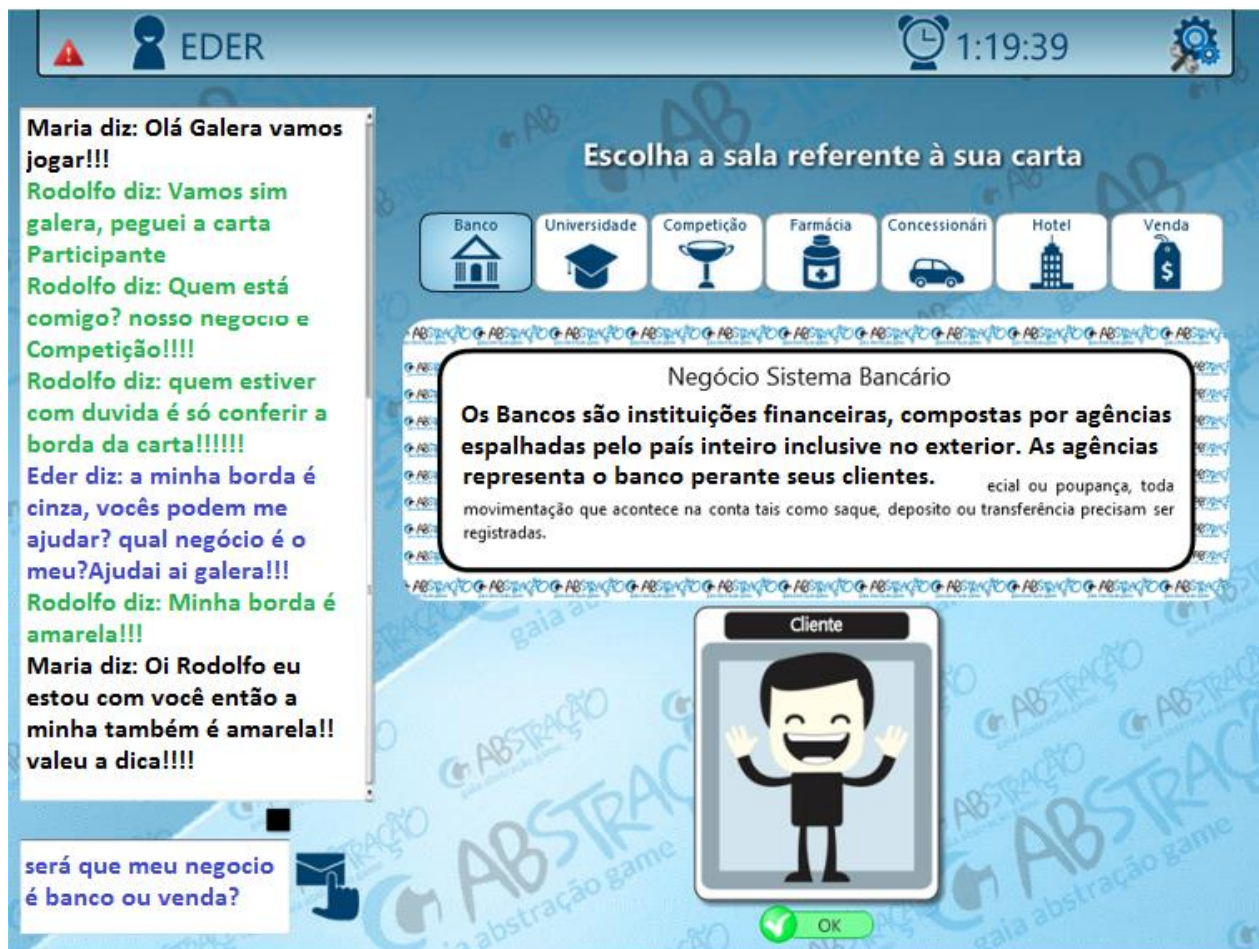 EDER
1:19:39
Maria diz: Olá Galera vamos
jogar!!!
Rodolfo diz: Vamos sim
galera, peguei a carta
Participante
Rodolfo diz: Quem está
comigo? nosso negocio e
Competição!!!!
Rodolfo diz: quem estiver
com duvida é só conferir a
borda da carta!!!!!!
Eder diz: a minha borda é
cinza, vocês podem me
ajudar? qual negócio é o
meu?Ajudai ai galera!!!
Rodolfo diz: Minha borda é
amarela!!!
Maria diz: Oi Rodolfo eu
estou com você então a
minha também é amarela!!
valeu a dica!!!!
será que meu negocio
é banco ou venda?
Escolha a sala referente à sua carta
Banco
Universidade
Competição
Farmácia
Concessionári
Hotel
Venda
Negócio Sistema Bancário
Os Bancos são instituições financeiras, compostas por agências
espalhadas pelo país inteiro inclusive no exterior. As agências
representa o banco perante seus clientes.
ecial ou poupança, toda
movimentação que acontece na conta tais como saque, deposito ou transferência precisam ser
registradas.
Cliente
OK
ABSTRAÇÃO
gaia abstração game